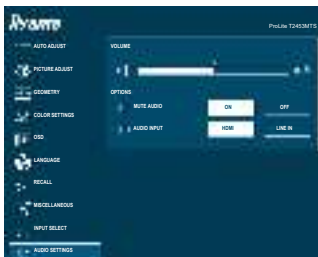 iiyama
ProLite T2453MTS
AUTO ADJUST
PICTURE ADJUST
GEOMETRY
COLOR SETTINGS
OSD
LANGUAGE
RECALL
MISCELLANEOUS
INPUT SELECT
AUDIO SETTINGS
VOLUME
OPTIONS
MUTE AUDIO
ON
OFF
AUDIO INPUT
HDMI
LINE IN